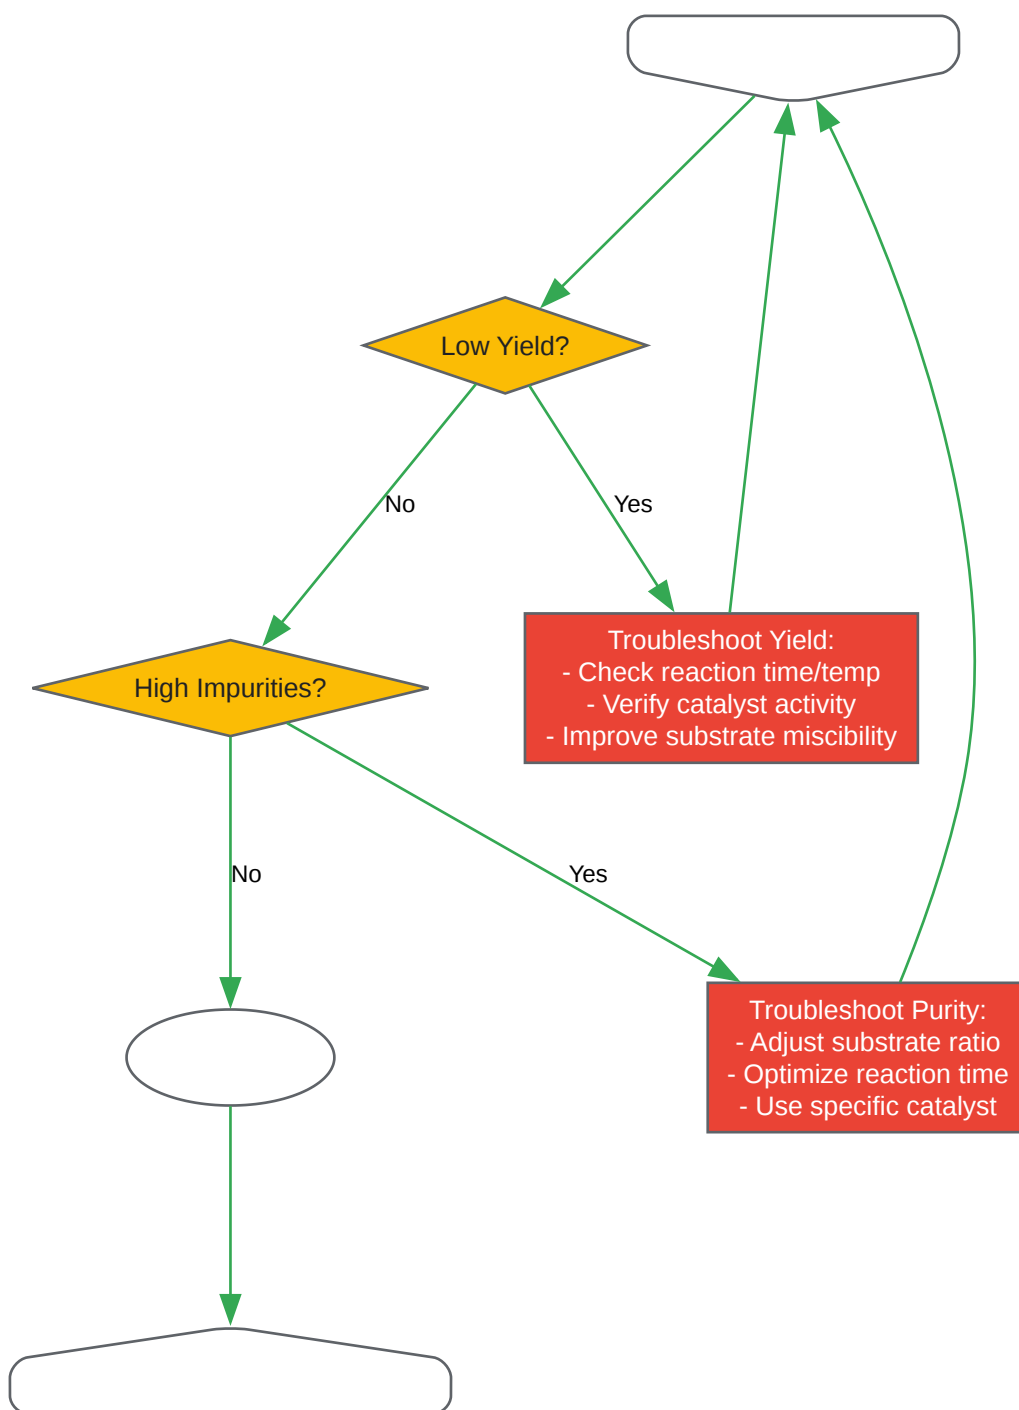 Low Yield?
No
Yes
Troubleshoot Yield:
- Check reaction time/temp
- Verify catalyst activity
- Improve substrate miscibility
High Impurities?
No
Yes
Troubleshoot Purity:
- Adjust substrate ratio
- Optimize reaction time
- Use specific catalyst